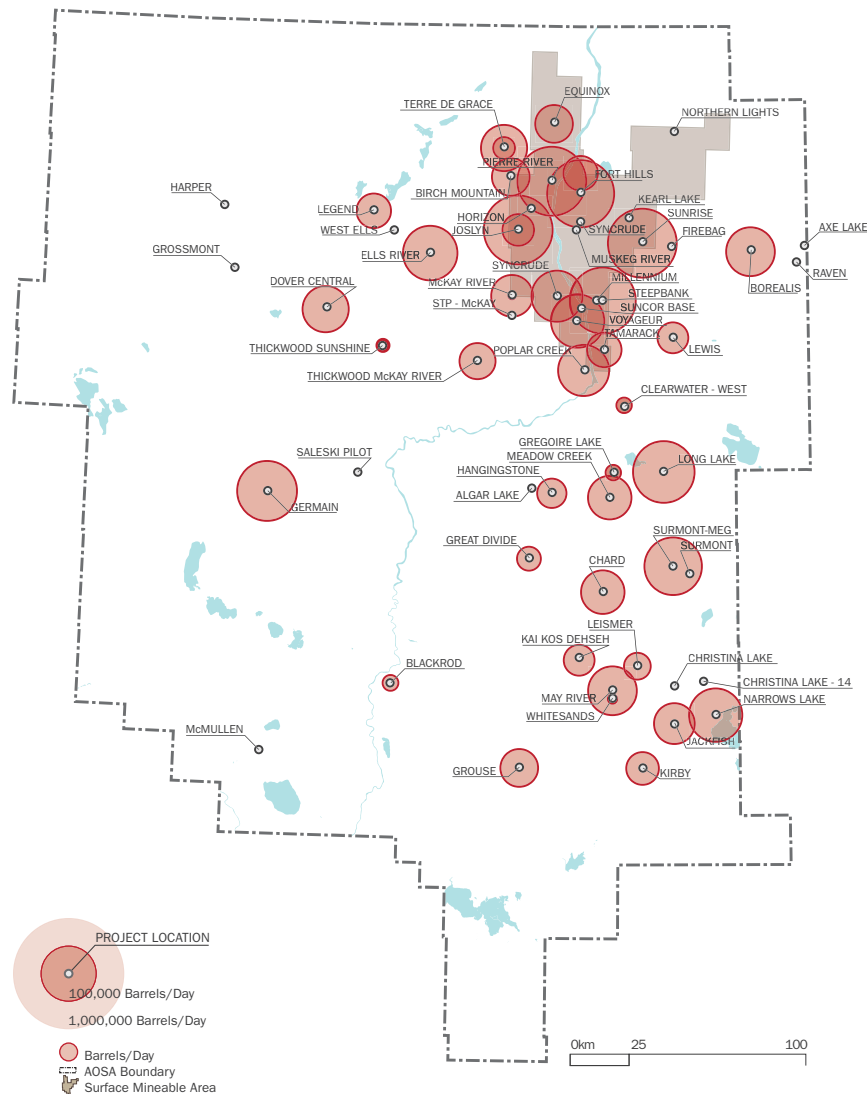 EQUINOX
TERRE DE GRACE
NORTHERN LIGHTS
PIERRE RIVER
FORT HILLS
HARPER
BIRCH MOUNTAIN
KEARL LAKE
LEGEND
HORIZON
SUNRISE
WEST ELLS
JOSLYN
SYNCRUDE
FIREBAG
AXE LAKE
GROSSMONT
ELLS RIVER
MUSKEG RIVER
SYNCRUDE
RAVEN
DOVER CENTRAL
McKAY RIVER
MILLENNIUM
BOREALIS
STP - McKAY
STEEPBANK
SUNCOR BASE
VOYAGEUR
TAMARACK
THICKWOOD SUNSHINE
POPLAR CREEK
LEWIS
THICKWOOD McKAY RIVER
CLEARWATER - WEST
GREGOIRE LAKE
SALESKI PILOT
MEADOW CREEK
LONG LAKE
HANGINGSTONE
ALGAR LAKE
GERMAIN
SURMONT-MEG
GREAT DIVIDE
SURMONT
CHARD
LEISMER
KAI KOS DEHSEH
CHRISTINA LAKE
BLACKROD
CHRISTINA LAKE - 14
MAY RIVER
NARROWS LAKE
WHITESANDS
McMULLEN
JACKFISH
GROUSE
KIRBY
PROJECT LOCATION
100,000 Barrels/Day
1,000,000 Barrels/Day
0km 25 100
Barrels/Day
AOSA Boundary
Surface Mineable Area